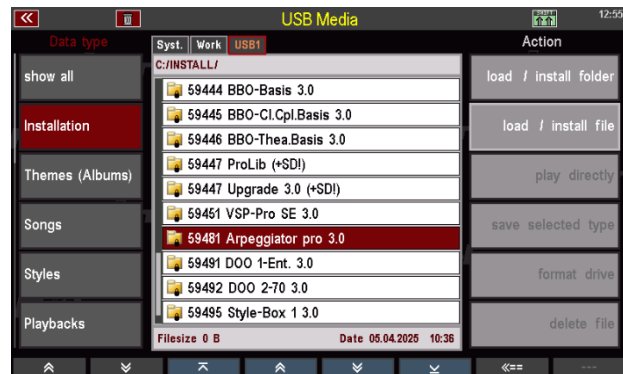 USB Media
SHIFT
12:55
Data type
Syst. Work USB1
Action
C:/INSTALL/
show all
Installation
Themes (Albums)
Songs
Styles
Playbacks
59444 BBO-Basis 3.0
59445 BBO-Cl.Cpl.Basis 3.0
59446 BBO-Thea.Basis 3.0
59447 ProLib (+SD!)
59447 Upgrade 3.0 (+SD!)
59451 VSP-Pro SE 3.0
59481 Arpeggiator pro 3.0
59491 DOO 1-Ent. 3.0
59492 DOO 2-70 3.0
59495 Style-Box 1 3.0
Filesize 0 B Date 05.04.2025 10:36
load / install folder
load / install file
play directly
save selected type
format drive
delete file
«==
---